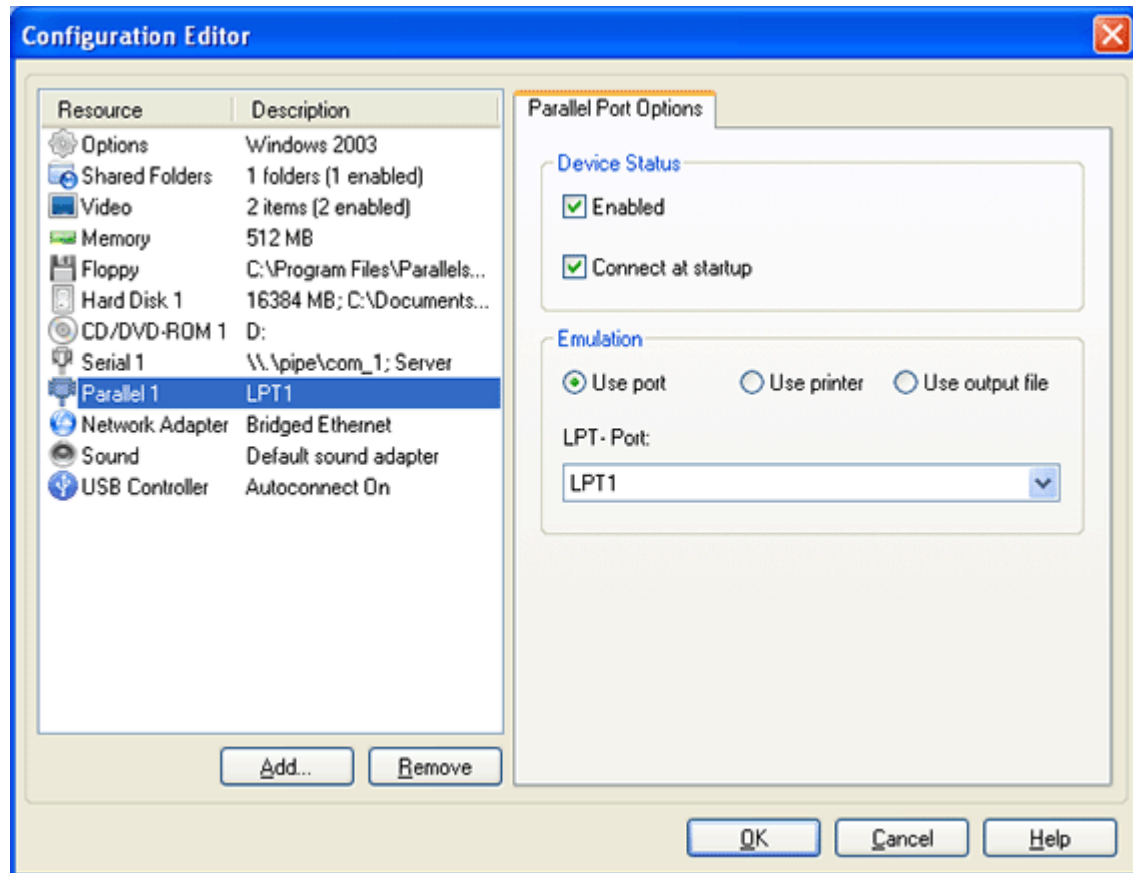 Configuration Editor
Resource Description
Options Windows 2003
Shared Folders 1 folders (1 enabled)
Video 2 items (2 enabled)
Memory 512 MB
Floppy C:\Program Files\Parallels...
Hard Disk 1 16384 MB; C:\Documents...
CD/DVD-ROM 1 D:
Serial 1 \\.\pipe\com_1; Server
Parallel 1 LPT1
Network Adapter Bridged Ethernet
Sound Default sound adapter
USB Controller Autoconnect On
Add... Remove
Parallel Port Options
Device Status
Enabled
Connect at startup
Emulation
Use port Use printer Use output file
LPT- Port:
LPT1
OK Cancel Help